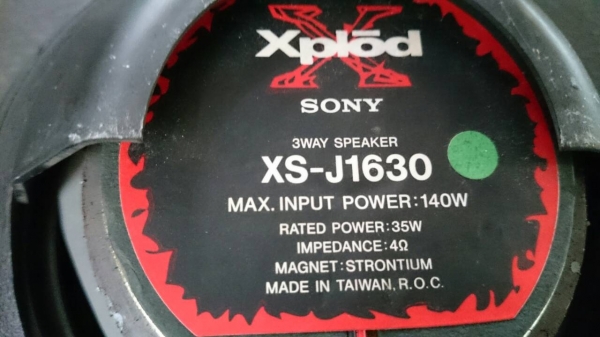 Xplōd
SONY
3WAY SPEAKER
XS-J1630
MAX. INPUT POWER:140W
RATED POWER:35W
IMPEDANCE:4Ω
MAGNET:STRONTIUM
MADE IN TAIWAN,R.O.C.